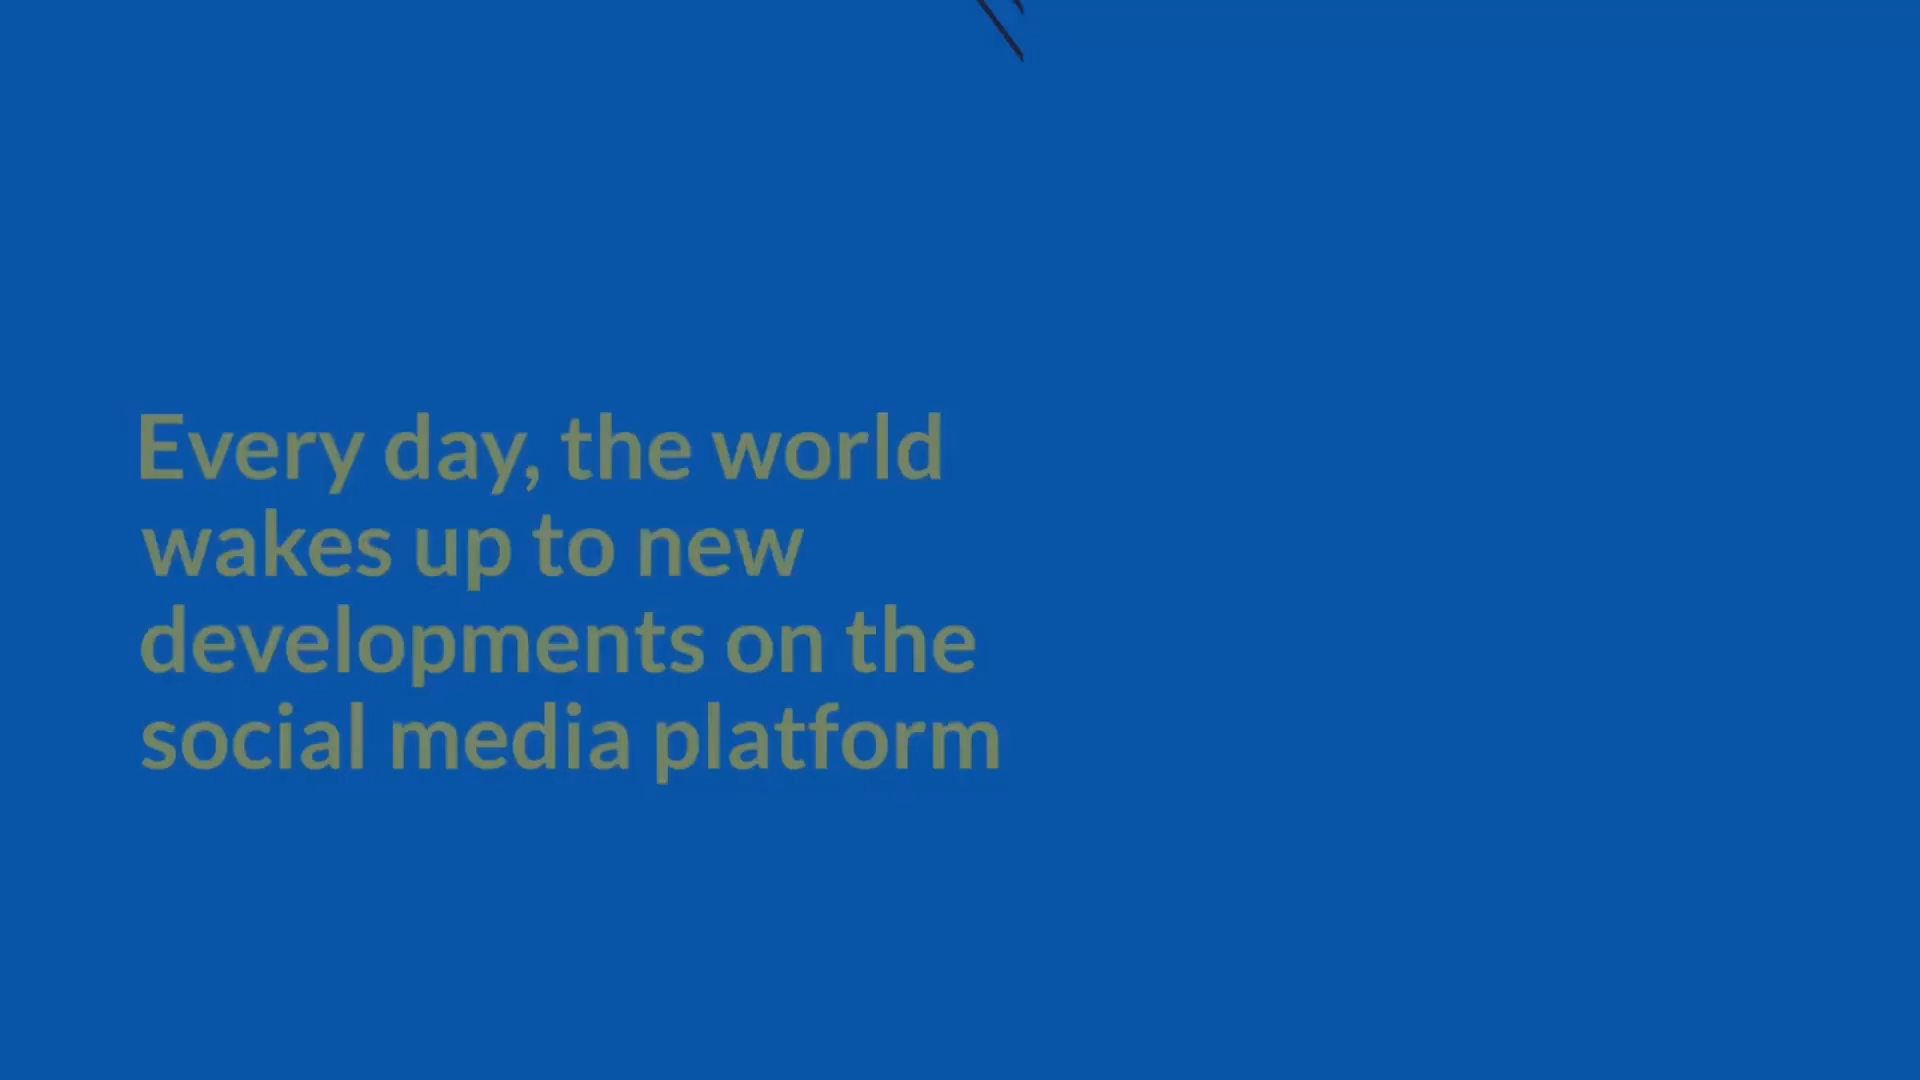 Every day, the world
wakes up to new
developments on the
social media platform